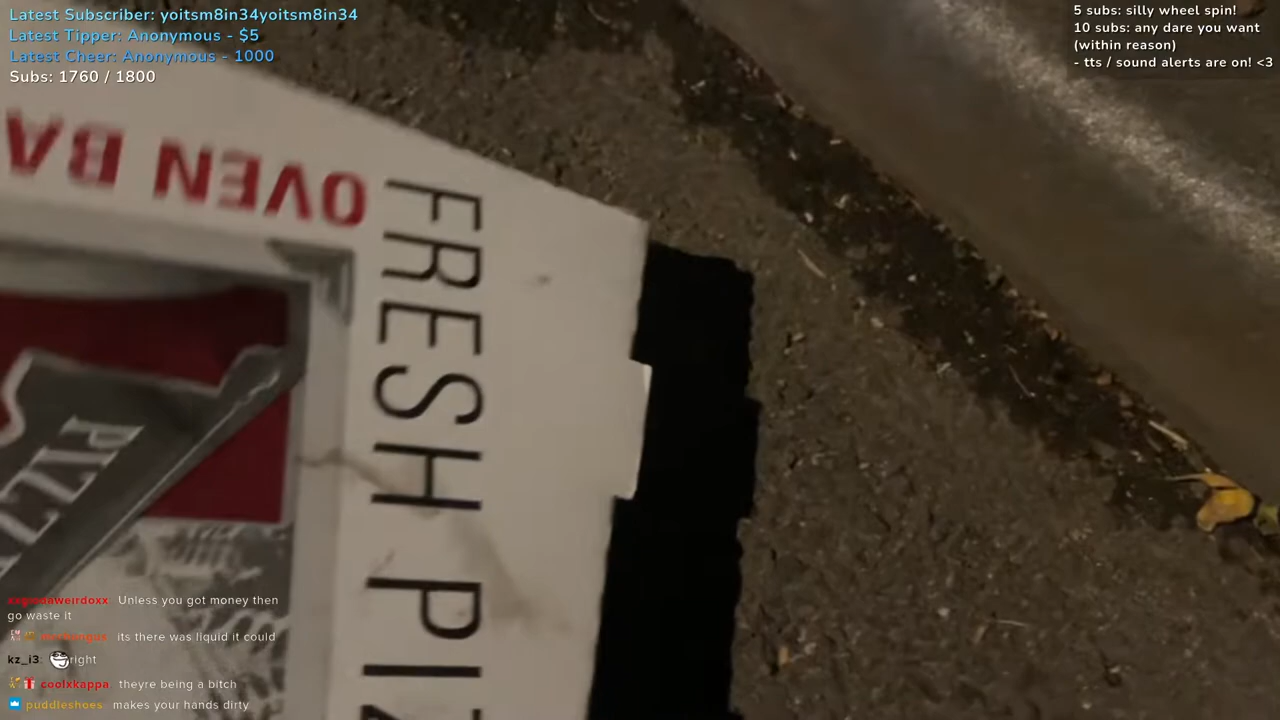 Latest Subscriber: yoitsm8in34yoitsm8in34
Latest Tipper: Anonymous - $5
Latest Cheer: Anonymous - 1000
Subs: 1760 / 1800
5 subs: silly wheel spin!
10 subs: any dare you want
(within reason)
- tts / sound alerts are on! <3
OVEN BA
FRESH PIZ
PIZZ
Unless you got money then
go waste it
its there was liquid it could
kz_i3: right
coolxkappa: theyre being a bitch
puddleshoes: makes your hands dirty